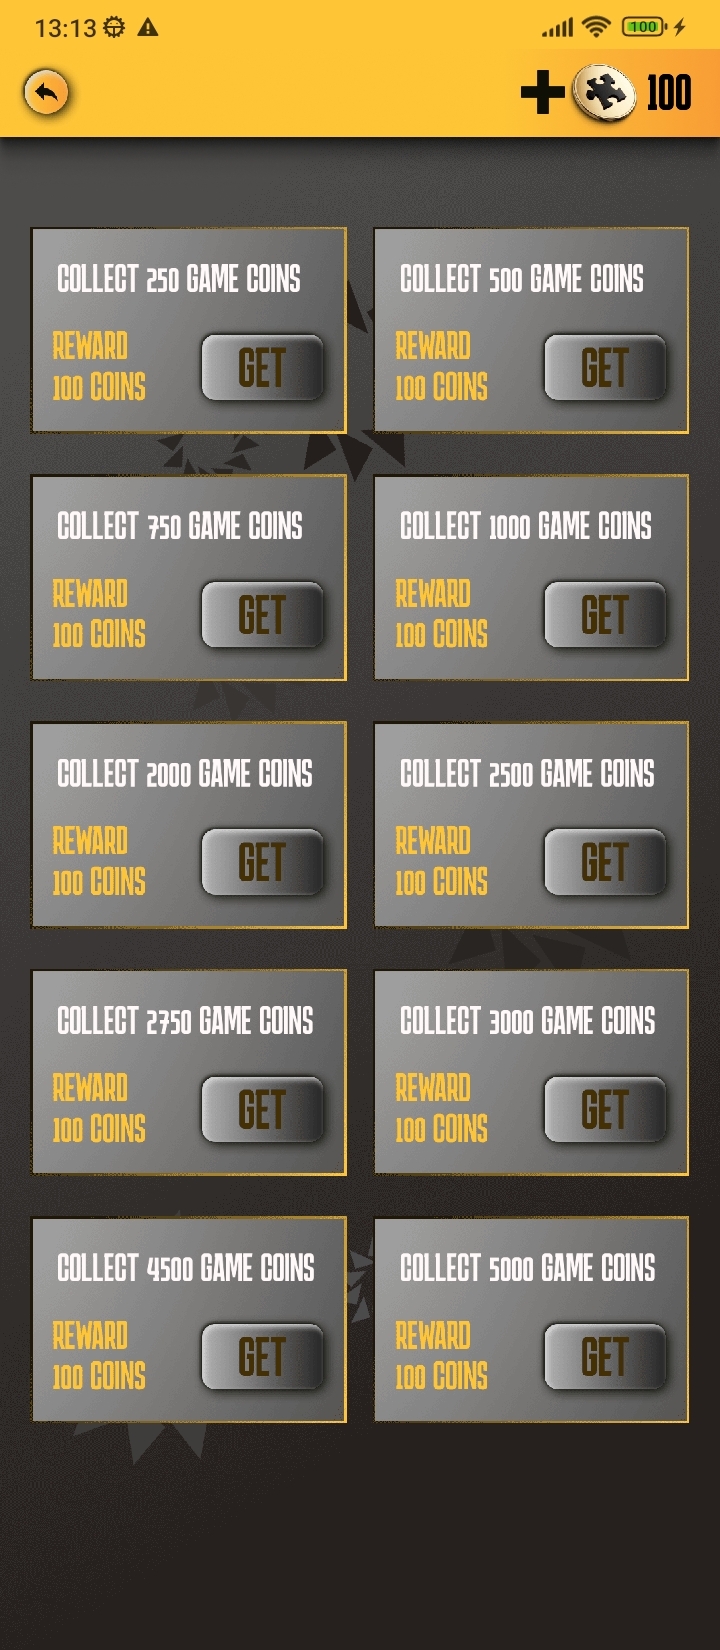 13:13
100
100
COLLECT 250 GAME COINS
REWARD
100 COINS
GET
COLLECT 500 GAME COINS
REWARD
100 COINS
GET
COLLECT 750 GAME COINS
REWARD
100 COINS
GET
COLLECT 1000 GAME COINS
REWARD
100 COINS
GET
COLLECT 2000 GAME COINS
REWARD
100 COINS
GET
COLLECT 2500 GAME COINS
REWARD
100 COINS
GET
COLLECT 2750 GAME COINS
REWARD
100 COINS
GET
COLLECT 3000 GAME COINS
REWARD
100 COINS
GET
COLLECT 4500 GAME COINS
REWARD
100 COINS
GET
COLLECT 5000 GAME COINS
REWARD
100 COINS
GET